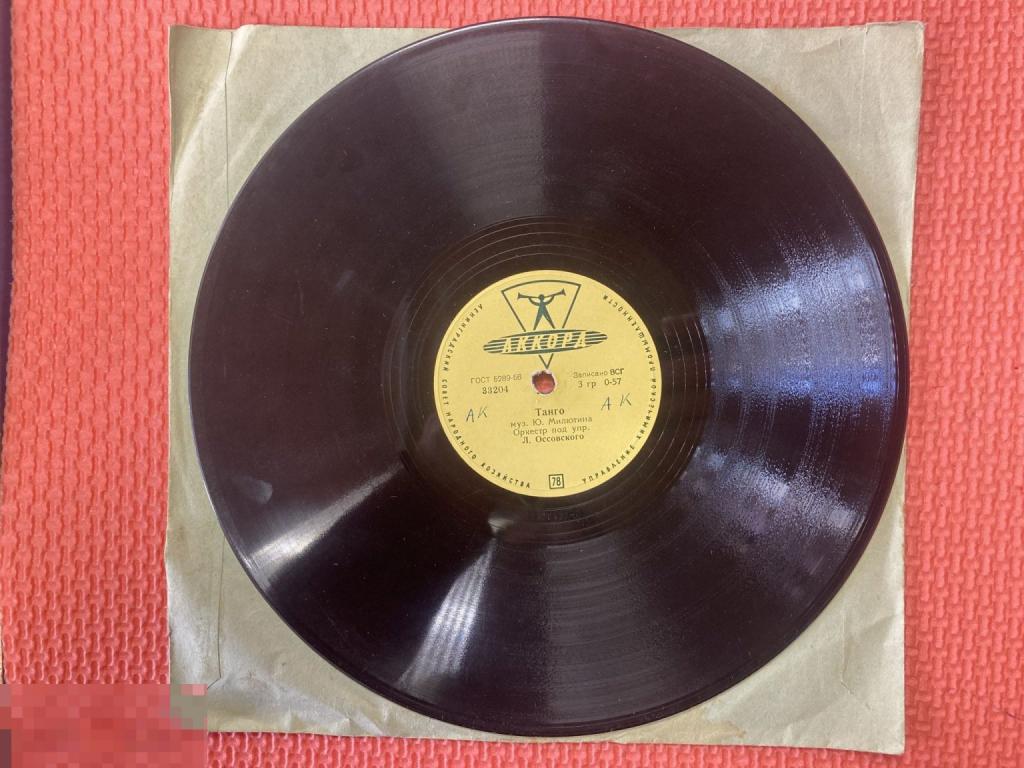 ЛЕНИНГРАДСКИЙ СОВЕТ НАРОДНОГО ХОЗЯЙСТВА
УПРАВЛЕНИЕ ХИМИЧЕСКОЙ ПРОМЫШЛЕННОСТИ
АККОРД
ГОСТ 5289-56
33204
Записано ВСГ
3 гр 0-57
АК
АК
Танго
муз. Ю. Милютина
Оркестр под упр.
Л. Оссовского
78